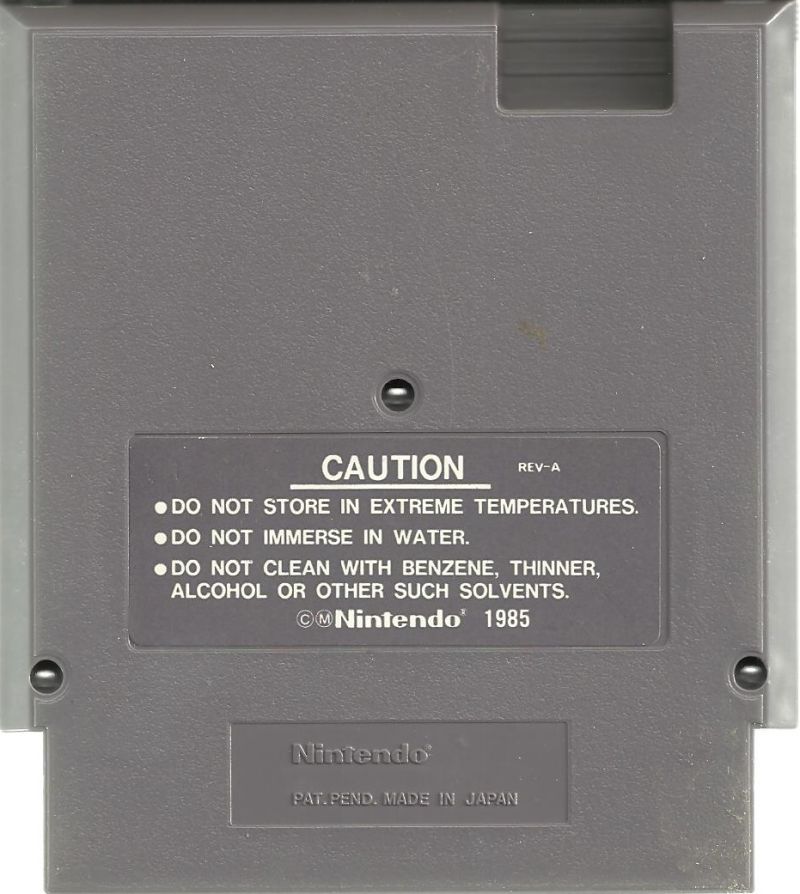 CAUTION REV-A
●DO NOT STORE IN EXTREME TEMPERATURES.
●DO NOT IMMERSE IN WATER.
●DO NOT CLEAN WITH BENZENE, THINNER,
ALCOHOL OR OTHER SUCH SOLVENTS.
©ⓂNintendo® 1985
Nintendo®
PAT. PEND. MADE IN JAPAN